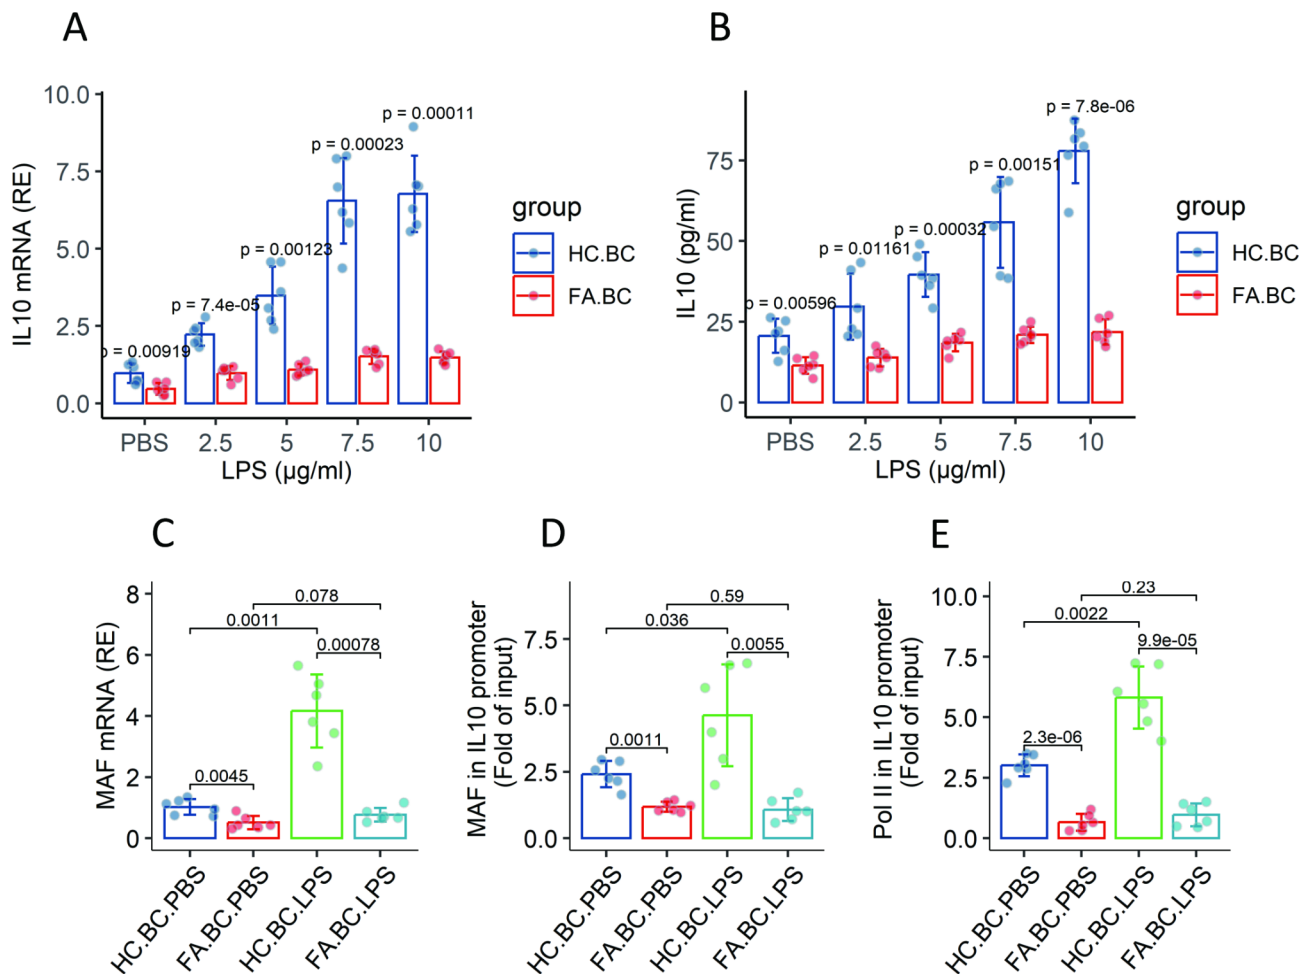 A
B
10.0
7.5
5.0
2.5
0.0
IL10 mRNA (RE)
p = 0.00919
p = 7.4e-05
p = 0.00123
p = 0.00023
p = 0.00011
PBS 2.5 5 7.5 10
LPS (µg/ml)
group
HC.BC
FA.BC
75
50
25
0
IL10 (pg/ml)
p = 0.00596
p = 0.01161
p = 0.00032
p = 0.00151
p = 7.8e-06
PBS 2.5 5 7.5 10
LPS (µg/ml)
group
HC.BC
FA.BC
C
8
6
4
2
0
MAF mRNA (RE)
0.078
0.0011
0.00078
0.0045
HC.BC.PBS
FA.BC.PBS
HC.BC.LPS
FA.BC.LPS
D
7.5
5.0
2.5
0.0
MAF in IL10 promoter
(Fold of input)
0.59
0.036
0.0055
0.0011
HC.BC.PBS
FA.BC.PBS
HC.BC.LPS
FA.BC.LPS
E
10.0
7.5
5.0
2.5
0.0
Pol II in IL10 promoter
(Fold of input)
0.23
0.0022
9.9e-05
2.3e-06
HC.BC.PBS
FA.BC.PBS
HC.BC.LPS
FA.BC.LPS